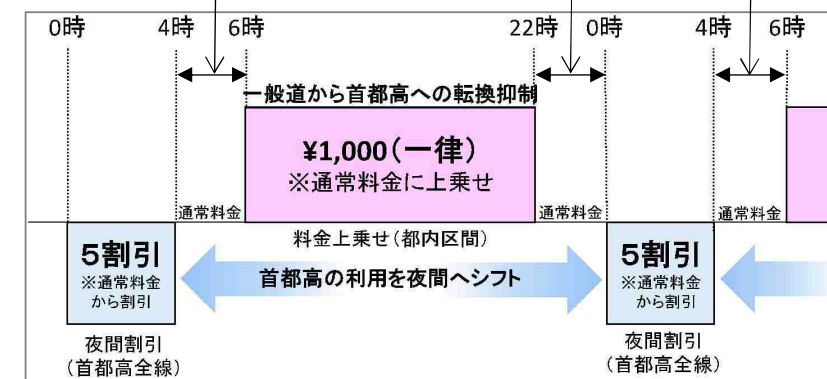 0時
4時
6時
22時
0時
4時
6時
一般道から首都高への転換抑制
¥1,000(一律)
※通常料金に上乗せ
通常料金
通常料金
通常料金
料金上乗せ(都内区間)
首都高の利用を夜間へシフト
5割引
※通常料金
から割引
夜間割引
(首都高全線)
5割引
※通常料金
から割引
夜間割引
(首都高全線)